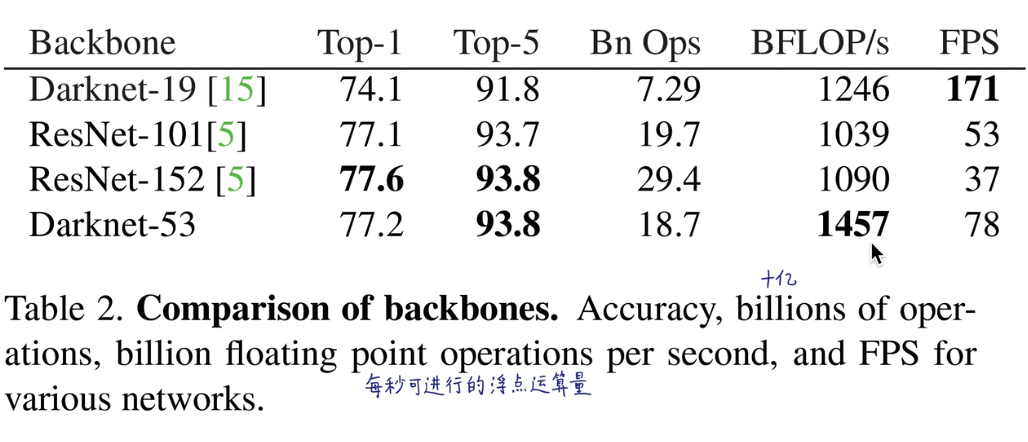 Backbone Top-1 Top-5 Bn Ops BFLOP/s FPS
Darknet-19 [15] 74.1 91.8 7.29 1246 171
ResNet-101[5] 77.1 93.7 19.7 1039 53
ResNet-152 [5] 77.6 93.8 29.4 1090 37
Darknet-53 77.2 93.8 18.7 1457 78
十亿
Table 2. Comparison of backbones. Accuracy, billions of oper-
ations, billion floating point operations per second, and FPS for
每秒可进行的浮点运算量
various networks.